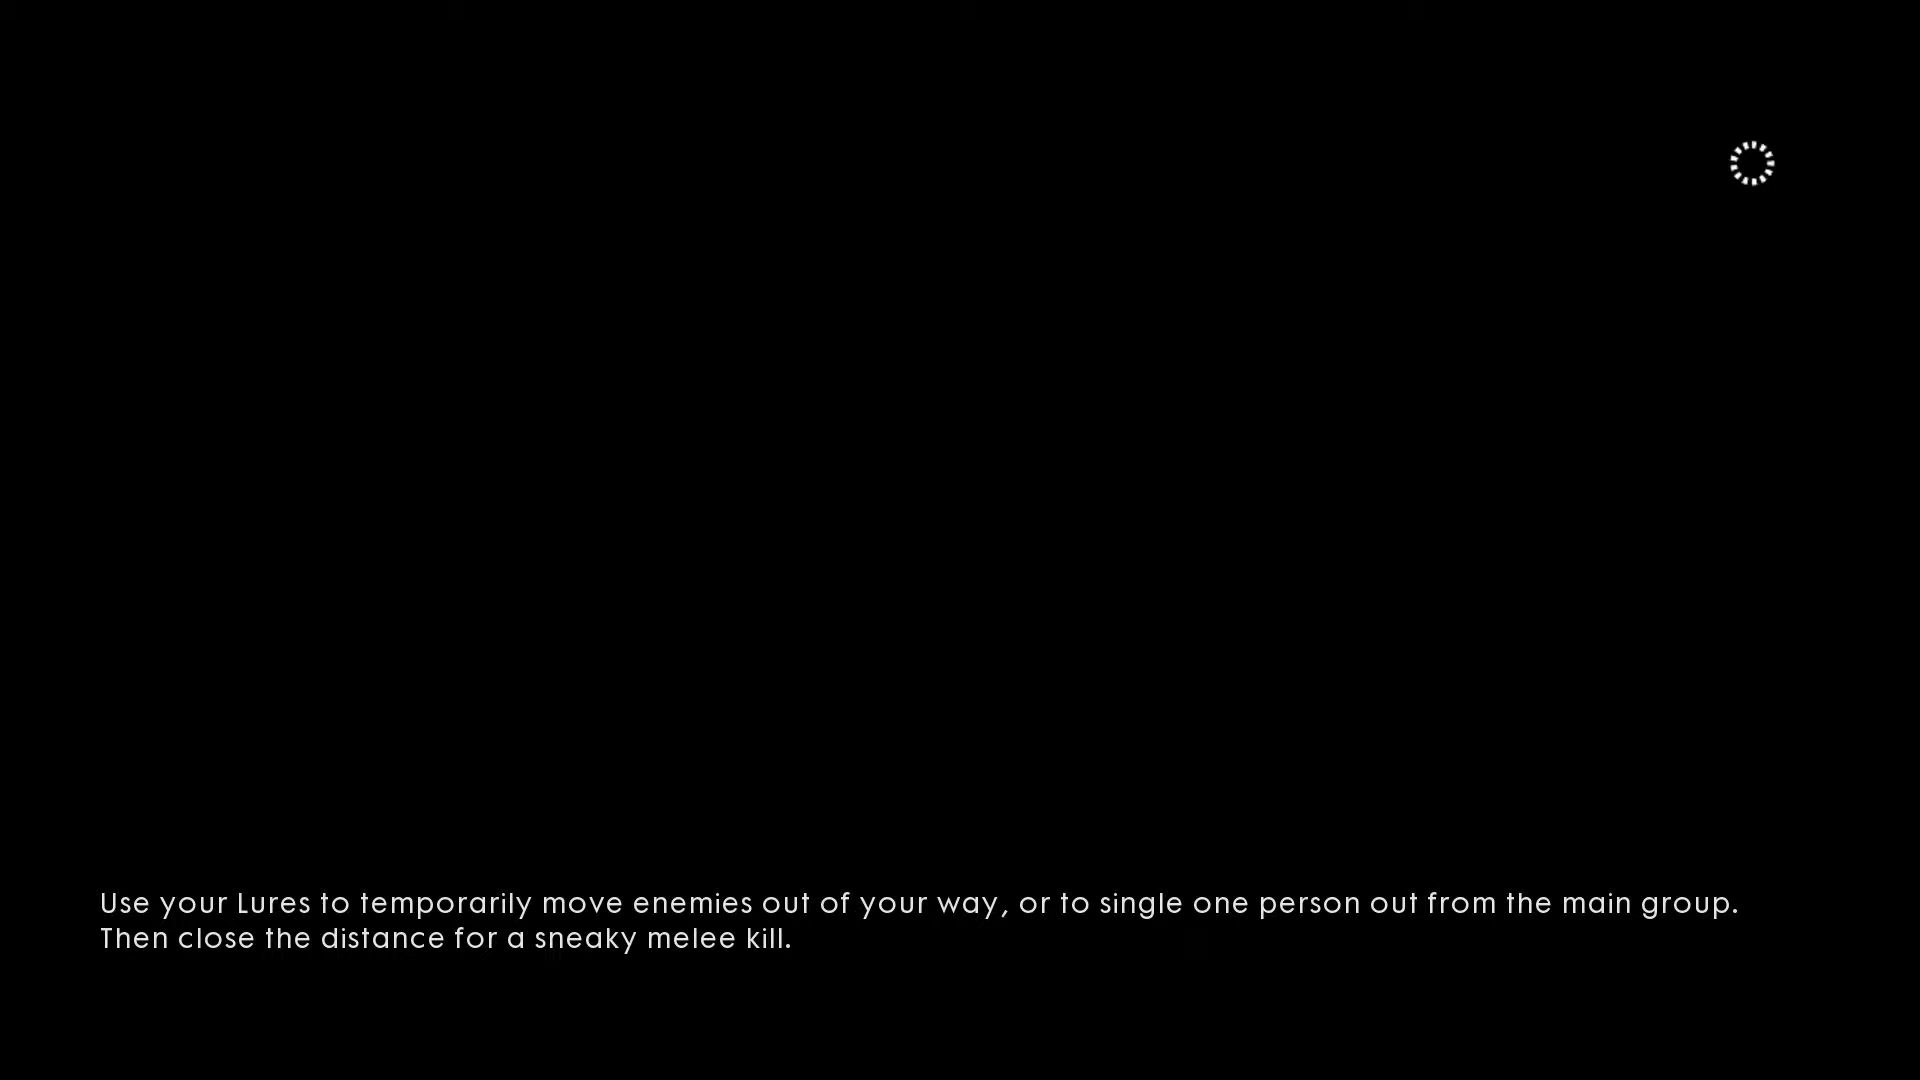 Use your Lures to temporarily move enemies out of your way, or to single one person out from the main group.
Then close the distance for a sneaky melee kill.